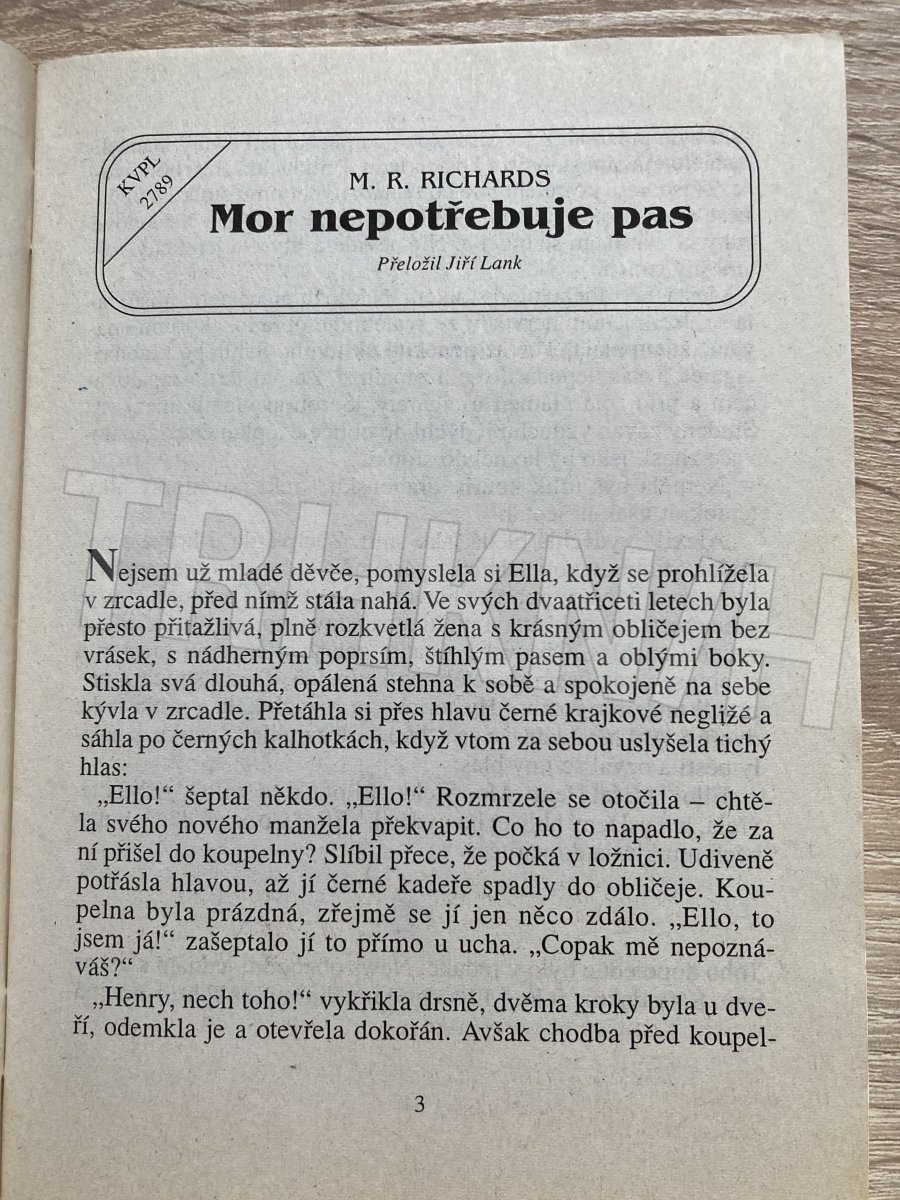 KVPL
2789
M. R. RICHARDS
Mor nepotřebuje pas
Přeložil Jiří Lank
TRHKNIH
Nejsem už mladé děvče, pomyslela si Ella, když se prohlížela
v zrcadle, před nímž stála nahá. Ve svých dvaatřiceti letech byla
přesto přitažlivá, plně rozkvetlá žena s krásným obličejem bez
vrásek, s nádherným poprsím, štíhlým pasem a oblými boky.
Stiskla svá dlouhá, opálená stehna k sobě a spokojeně na sebe
kývla v zrcadle. Přetáhla si přes hlavu černé krajkové negližé a
sáhla po černých kalhotkách, když vtom za sebou uslyšela tichý
hlas:
„Ello!“ šeptal někdo. „Ello!“ Rozmrzele se otočila – chtě-
la svého nového manžela překvapit. Co ho to napadlo, že za
ní přišel do koupelny? Slíbil přece, že počká v ložnici. Udiveně
potřásla hlavou, až jí černé kadeře spadly do obličeje. Kou-
pelna byla prázdná, zřejmě se jí jen něco zdálo. „Ello, to
jsem já!“ zašeptalo jí to přímo u ucha. „Copak mě nepozná-
váš?“
„Henry, nech toho!“ vykřikla drsně, dvěma kroky byla u dve-
ří, odemkla je a otevřela dokořán. Avšak chodba před koupel-
3